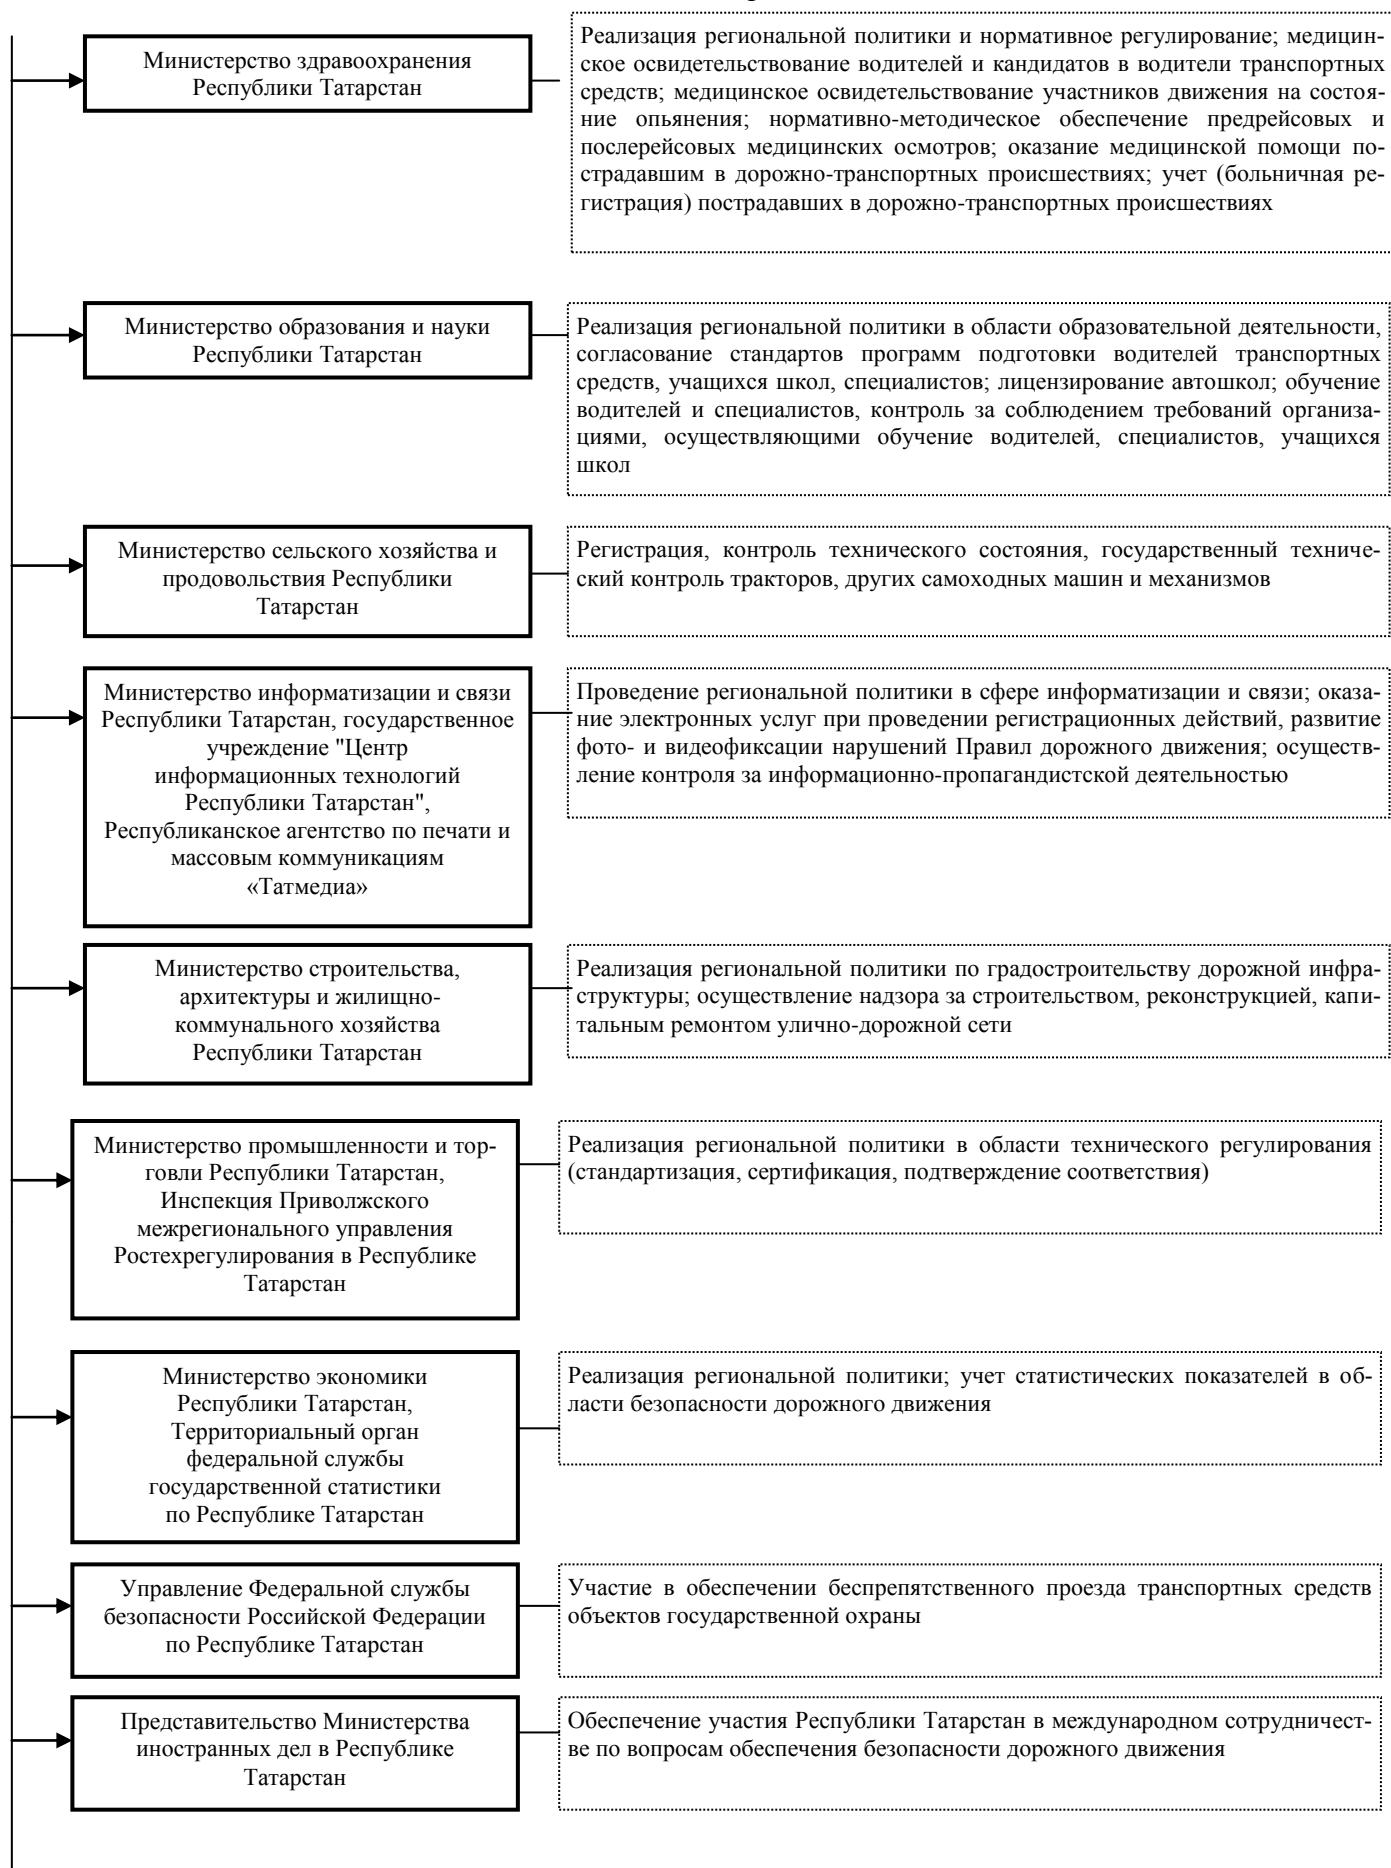 Министерство здравоохранения
Республики Татарстан
Реализация региональной политики и нормативное регулирование; медицин-
ское освидетельствование водителей и кандидатов в водители транспортных
средств; медицинское освидетельствование участников движения на состоя-
ние опьянения; нормативно-методическое обеспечение предрейсовых и
послерейсовых медицинских осмотров; оказание медицинской помощи по-
страдавшим в дорожно-транспортных происшествиях; учет (больничная ре-
гистрация) пострадавших в дорожно-транспортных происшествиях
Министерство образования и науки
Республики Татарстан
Реализация региональной политики в области образовательной деятельности,
согласование стандартов программ подготовки водителей транспортных
средств, учащихся школ, специалистов; лицензирование автошкол; обучение
водителей и специалистов, контроль за соблюдением требований организа-
циями, осуществляющими обучение водителей, специалистов, учащихся
школ
Министерство сельского хозяйства и
продовольствия Республики
Татарстан
Регистрация, контроль технического состояния, государственный техниче-
ский контроль тракторов, других самоходных машин и механизмов
Министерство информатизации и связи
Республики Татарстан, государственное
учреждение "Центр
информационных технологий
Республики Татарстан",
Республиканское агентство по печати и
массовым коммуникациям
«Татмедиа»
Проведение региональной политики в сфере информатизации и связи; оказа-
ние электронных услуг при проведении регистрационных действий, развитие
фото- и видеофиксации нарушений Правил дорожного движения; осуществ-
ление контроля за информационно-пропагандистской деятельностью
Министерство строительства,
архитектуры и жилищно-
коммунального хозяйства
Республики Татарстан
Реализация региональной политики по градостроительству дорожной инфра-
структуры; осуществление надзора за строительством, реконструкцией, капи-
тальным ремонтом улично-дорожной сети
Министерство промышленности и тор-
говли Республики Татарстан,
Инспекция Приволжского
межрегионального управления
Ростехрегулирования в Республике
Татарстан
Реализация региональной политики в области технического регулирования
(стандартизация, сертификация, подтверждение соответствия)
Министерство экономики
Республики Татарстан,
Территориальный орган
федеральной службы
государственной статистики
по Республике Татарстан
Реализация региональной политики; учет статистических показателей в об-
ласти безопасности дорожного движения
Управление Федеральной службы
безопасности Российской Федерации
по Республике Татарстан
Участие в обеспечении беспрепятственного проезда транспортных средств
объектов государственной охраны
Представительство Министерства
иностранных дел в Республике
Татарстан
Обеспечение участия Республики Татарстан в международном сотрудничест-
ве по вопросам обеспечения безопасности дорожного движения